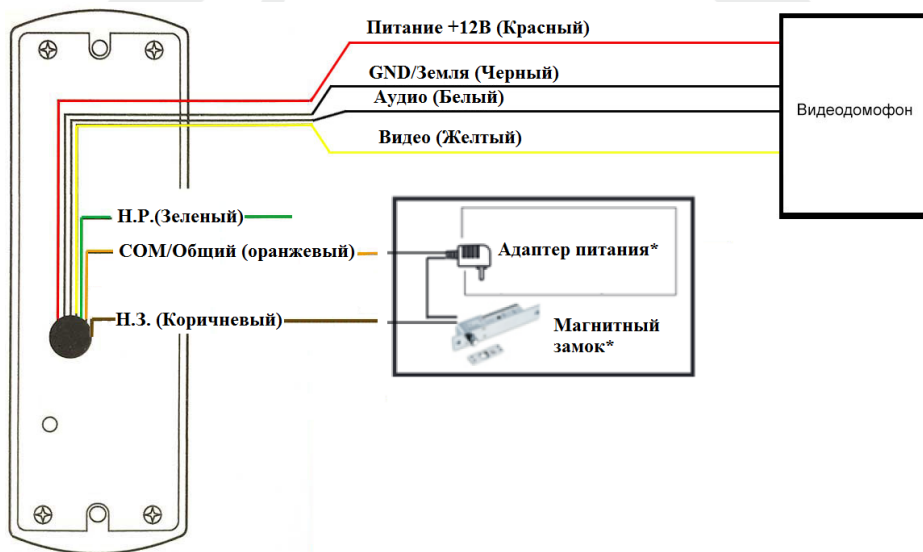 Питание +12В (Красный)
GND/Земля (Черный)
Аудио (Белый)
Видеодомофон
Видео (Желтый)
Н.Р.(Зеленый)
COM/Общий (оранжевый)
Адаптер питания*
Н.З. (Коричневый)
Магнитный
замок*